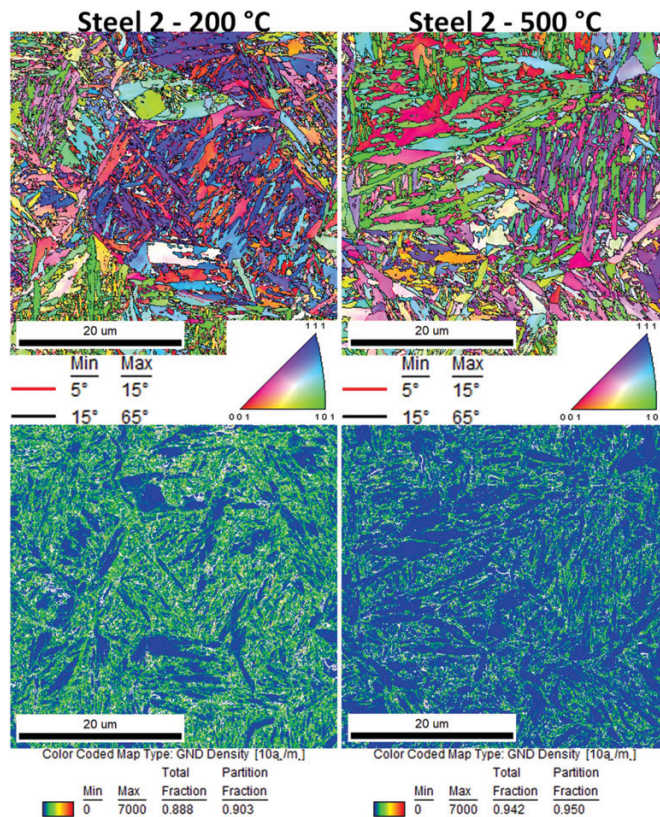 Steel 2 - 200 °C
Steel 2 - 500 °C
20 um
20 um
111
111
Min Max
5° 15°
15° 65°
001 101
Min Max
5° 15°
15° 65°
001 10
20 um
20 um
Color Coded Map Type: GND Density [10a,/m,]
Total Partition
Min Max Fraction Fraction
0 7000 0.888 0.903
Color Coded Map Type: GND Density [10a,/m,]
Total Partition
Min Max Fraction Fraction
0 7000 0.942 0.950